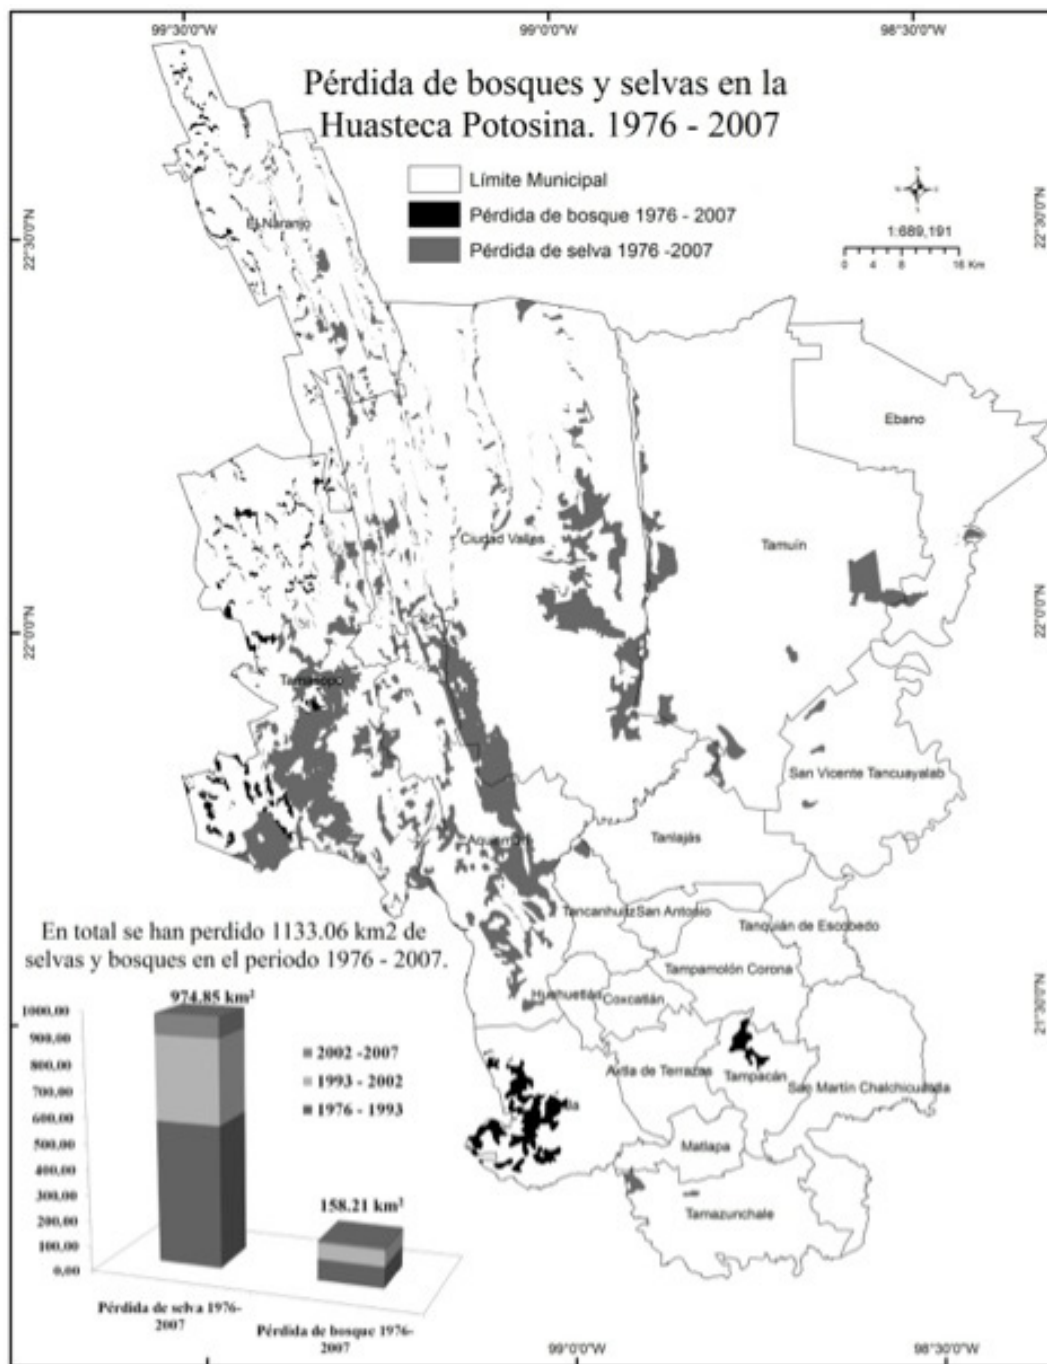 99°30'0"W
99°0'0"W
98°30'0"W
Pérdida de bosques y selvas en la
Huasteca Potosina. 1976 - 2007
Límite Municipal
Pérdida de bosque 1976 - 2007
Pérdida de selva 1976 -2007
N
1:689,191
0 4 8 16 Km
22°30'0"N
22°30'0"N
El Naranjo
Ebano
Ciudad Valles
Tamuín
22°0'0"N
22°0'0"N
Tamasopo
San Vicente Tancuayalab
Aquismón
Tanlajás
Tancanhuitz
San Antonio
Tanquián de Escobedo
En total se han perdido 1133.06 km2 de
selvas y bosques en el periodo 1976 - 2007.
Tampamolón Corona
Huehuetlán
Coxcatlán
21°30'0"N
974.85 km²
1000,00
900,00
800,00
700,00
600,00
500,00
400,00
300,00
200,00
100,00
0,00
2002 -2007
1993 - 2002
1976 - 1993
158.21 km²
Axtla de Terrazas
Tampacán
San Martín Chalchicuautla
Matlapa
Tamazunchale
Pérdida de selva 1976-
2007
Pérdida de bosque 1976-
2007
99°0'0"W
98°30'0"W